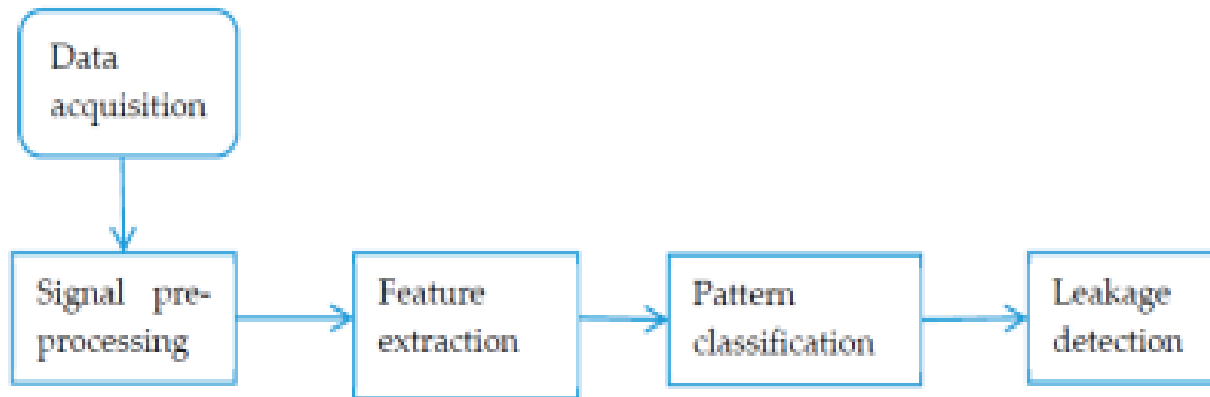 Data
acquisition
Signal pre-
processing
Feature
extraction
Pattern
classification
Leakage
detection